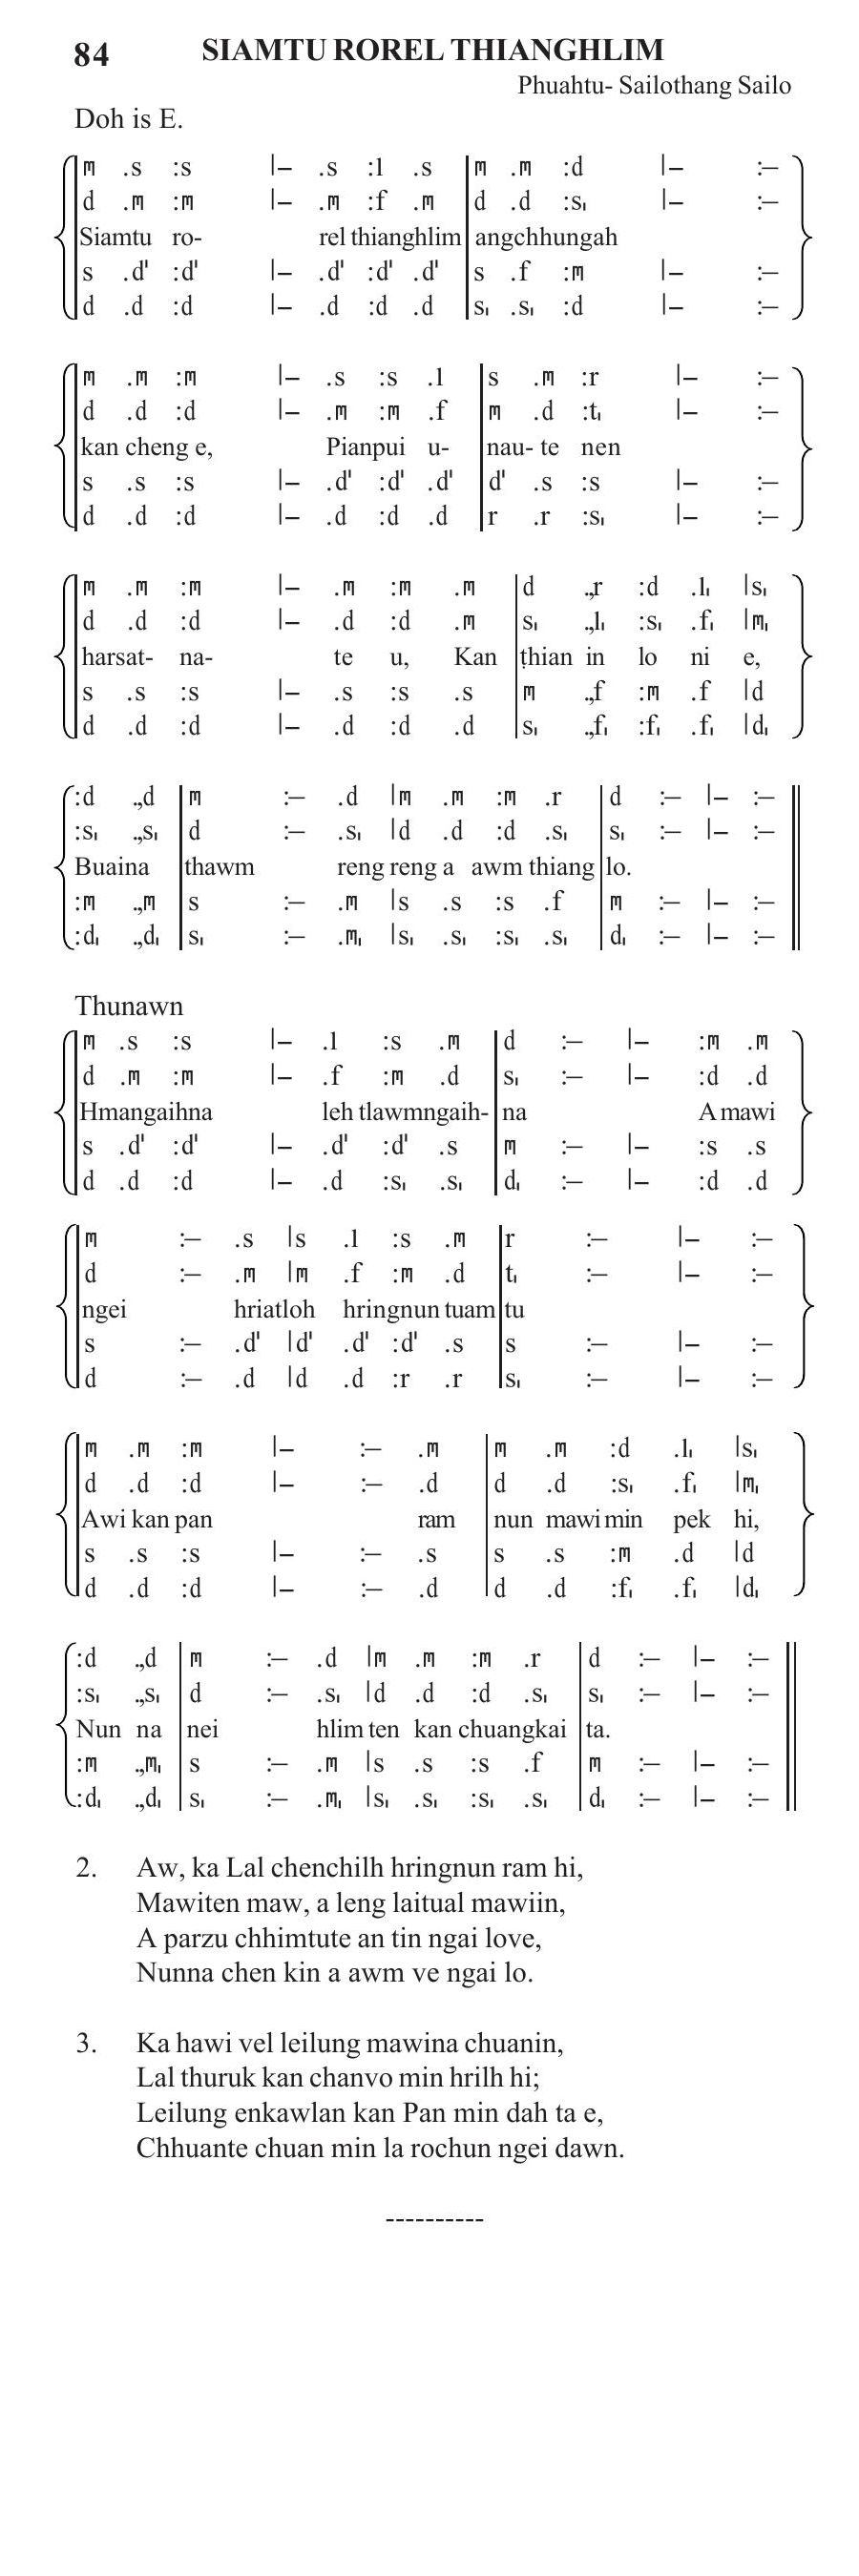 84 SIAMTU ROREL THIANGHLIM
Phuahtu- Sailothang Sailo
Doh is E.
m .s :s |– .s :l .s m .m :d |– :–
d .m :m |– .m :f .m d .d :s, |– :–
Siamtu ro- rel thianghlim angchhungah
s .d' :d' |– .d' :d' .d' s .f :m |– :–
d .d :d |– .d :d .d s, .s, :d |– :–
m .m :m |– .s :s .l s .m :r |– :–
d .d :d |– .m :m .f m .d :t, |– :–
kan cheng e, Pianpui u- nau- te nen
s .s :s |– .d' :d' .d' d' .s :s |– :–
d .d :d |– .d :d .d r .r :s, |– :–
m .m :m |– .m :m .m d .,r :d .l, |s,
d .d :d |– .d :d .m s, .,l, :s, .f, |m,
harsat- na- te u, Kan ṭhian in lo ni e,
s .s :s |– .s :s .s m .,f :m .f |d
d .d :d |– .d :d .d s, .,f, :f, .f, |d,
:d .,d m :– .d |m .m :m .r d :– |– :–
:s, .,s, d :– .s, |d .d :d .s, s, :– |– :–
Buaina thawm reng reng a awm thiang lo.
:m .,m s :– .m |s .s :s .f m :– |– :–
:d, .,d, s, :– .m, |s, .s, :s, .s, d, :– |– :–
Thunawn
m .s :s |– .l :s .m d :– |– :m .m
d .m :m |– .f :m .d s, :– |– :d .d
Hmangaihna leh tlawmngaih- na A mawi
s .d' :d' |– .d' :d' .s m :– |– :s .s
d .d :d |– .d :s, .s, d, :– |– :d .d
m :– .s |s .l :s .m r :– |– :–
d :– .m |m .f :m .d t, :– |– :–
ngei hriatloh hringnun tuam tu
s :– .d' |d' .d' :d' .s s :– |– :–
d :– .d |d .d :r .r s, :– |– :–
m .m :m |– :– .m m .m :d .l, |s,
d .d :d |– :– .d d .d :s, .f, |m,
Awi kan pan ram nun mawi min pek hi,
s .s :s |– :– .s s .s :m .d |d
d .d :d |– :– .d d .d :f, .f, |d,
:d .,d m :– .d |m .m :m .r d :– |– :–
:s, .,s, d :– .s, |d .d :d .s, s, :– |– :–
Nun na nei hlim ten kan chuangkai ta.
:m .,m, s :– .m |s .s :s .f m :– |– :–
:d, .,d, s, :– .m, |s, .s, :s, .s, d, :– |– :–
2. Aw, ka Lal chenchilh hringnun ram hi,
Mawiten maw, a leng laitual mawiin,
A parzu chhimtute an tin ngai love,
Nunna chen kin a awm ve ngai lo.
3. Ka hawi vel leilung mawina chuanin,
Lal thuruk kan chanvo min hrilh hi;
Leilung enkawlan kan Pan min dah ta e,
Chhuante chuan min la rochun ngei dawn.
----------